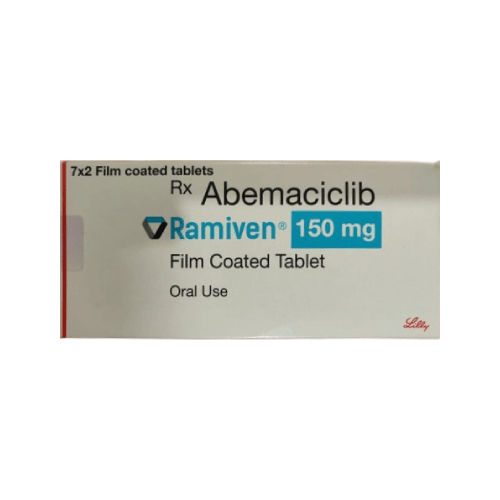 7x2 Film coated tablets
Rx Abemaciclib
Ramiven® 150 mg
Film Coated Tablet
Oral Use
Lilly